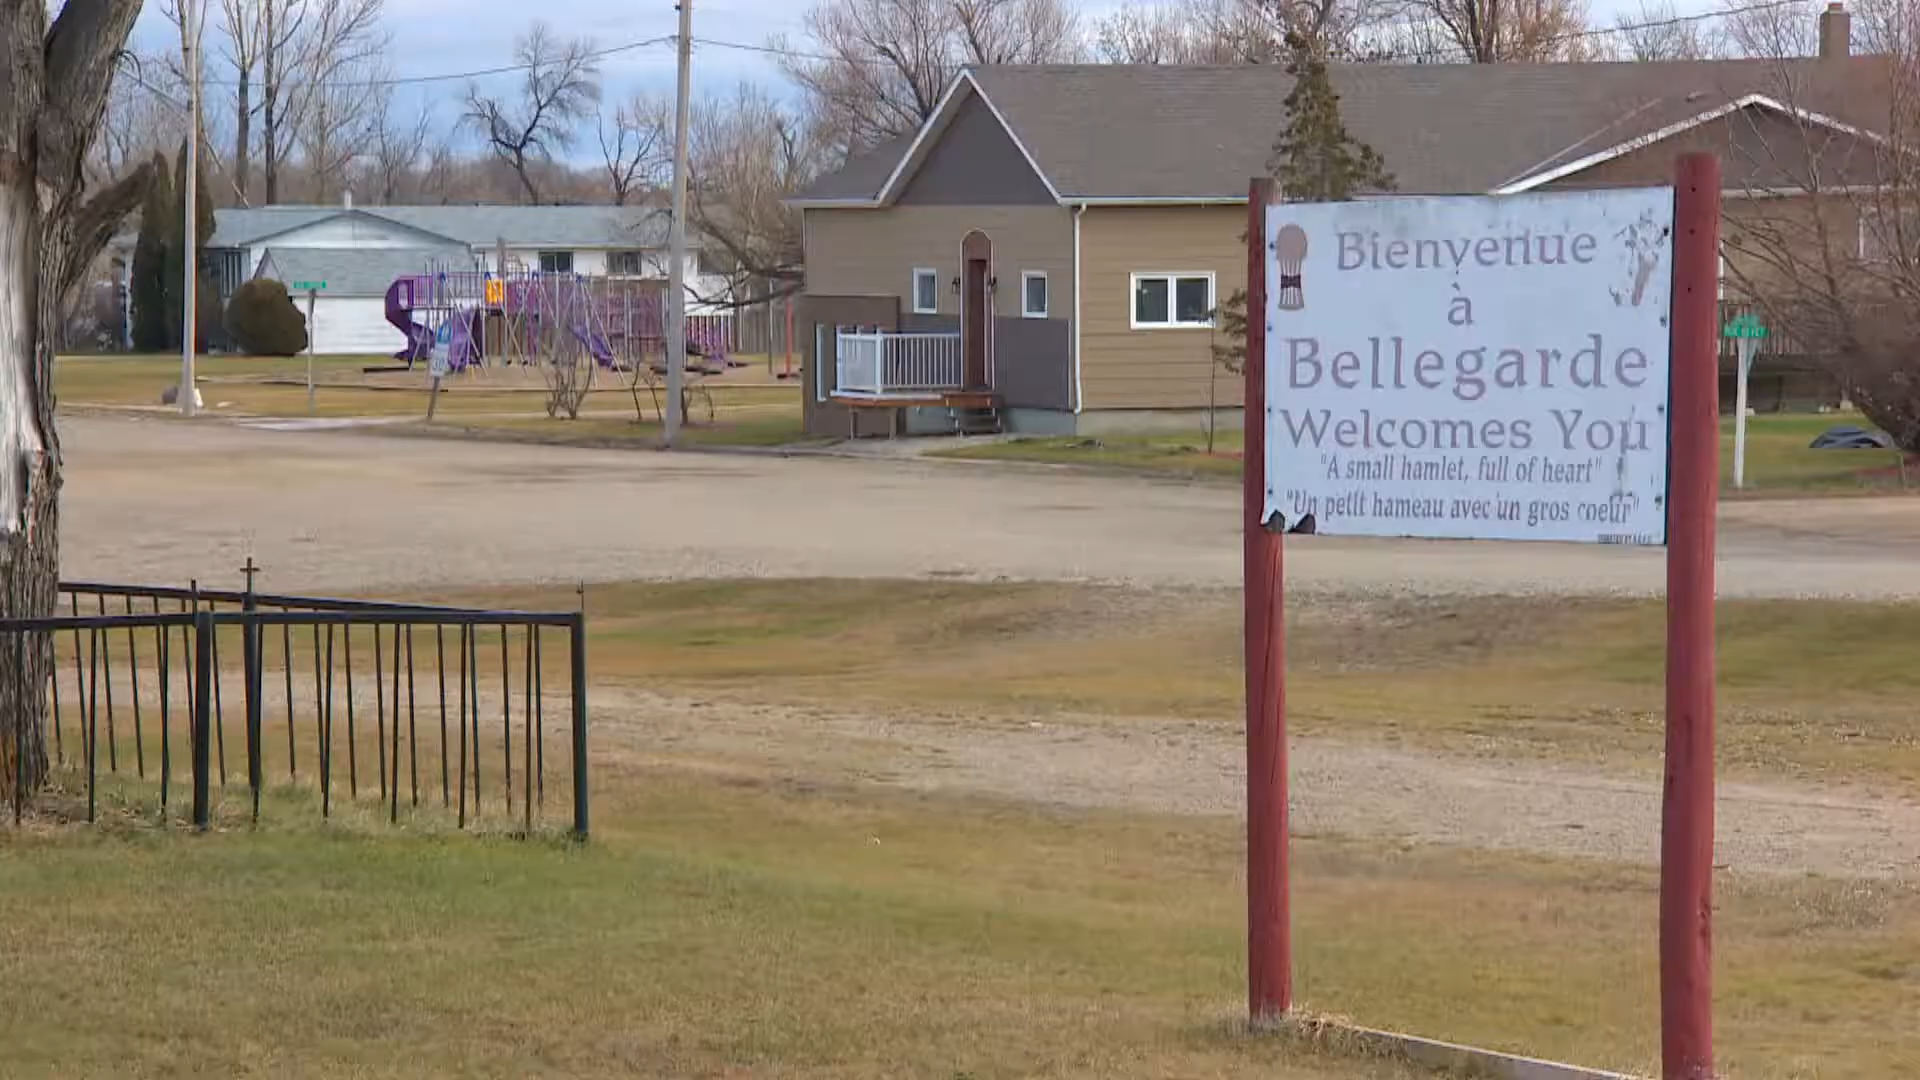 Bienvenue
à
Bellegarde
Welcomes You
"A small hamlet, full of heart"
"Un petit hameau avec un gros coeur"